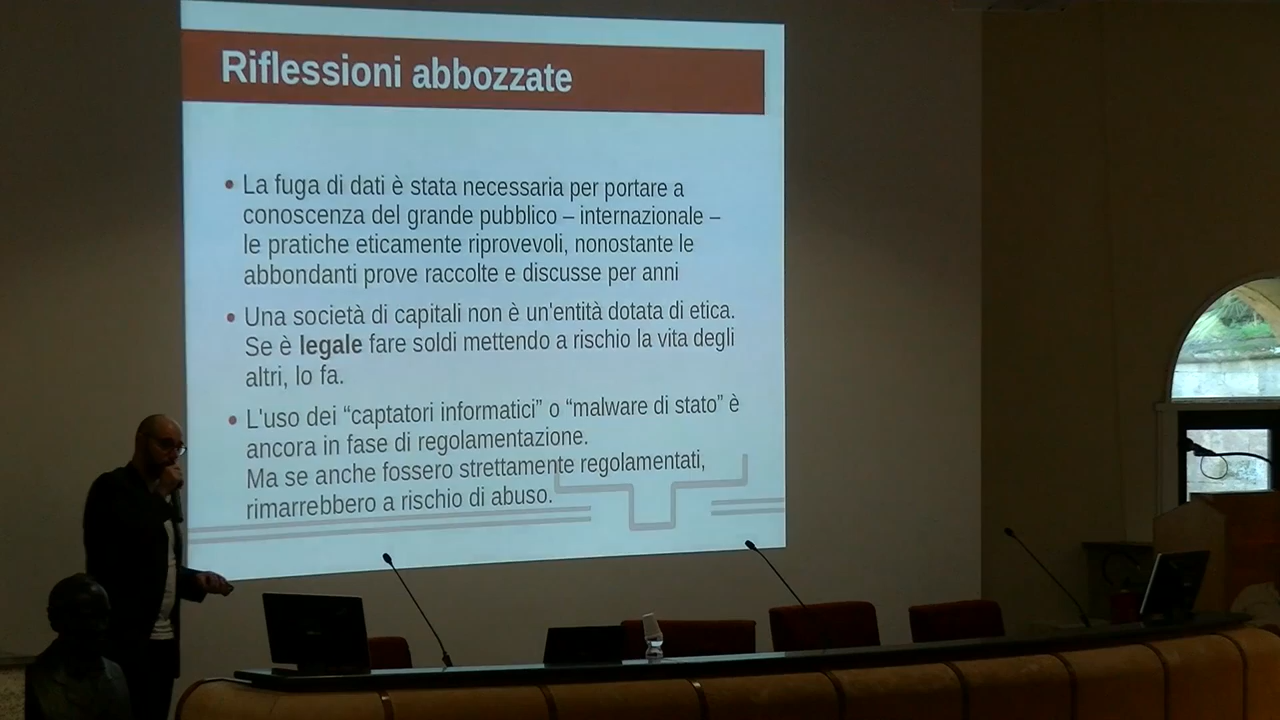 Riflessioni abbozzate
• La fuga di dati è stata necessaria per portare a
conoscenza del grande pubblico – internazionale –
le pratiche eticamente riprovevoli, nonostante le
abbondanti prove raccolte e discusse per anni
• Una società di capitali non è un'entità dotata di etica.
Se è legale fare soldi mettendo a rischio la vita degli
altri, lo fa.
• L'uso dei “captatori informatici” o “malware di stato” è
ancora in fase di regolamentazione.
Ma se anche fossero strettamente regolamentati,
rimarrebbero a rischio di abuso.